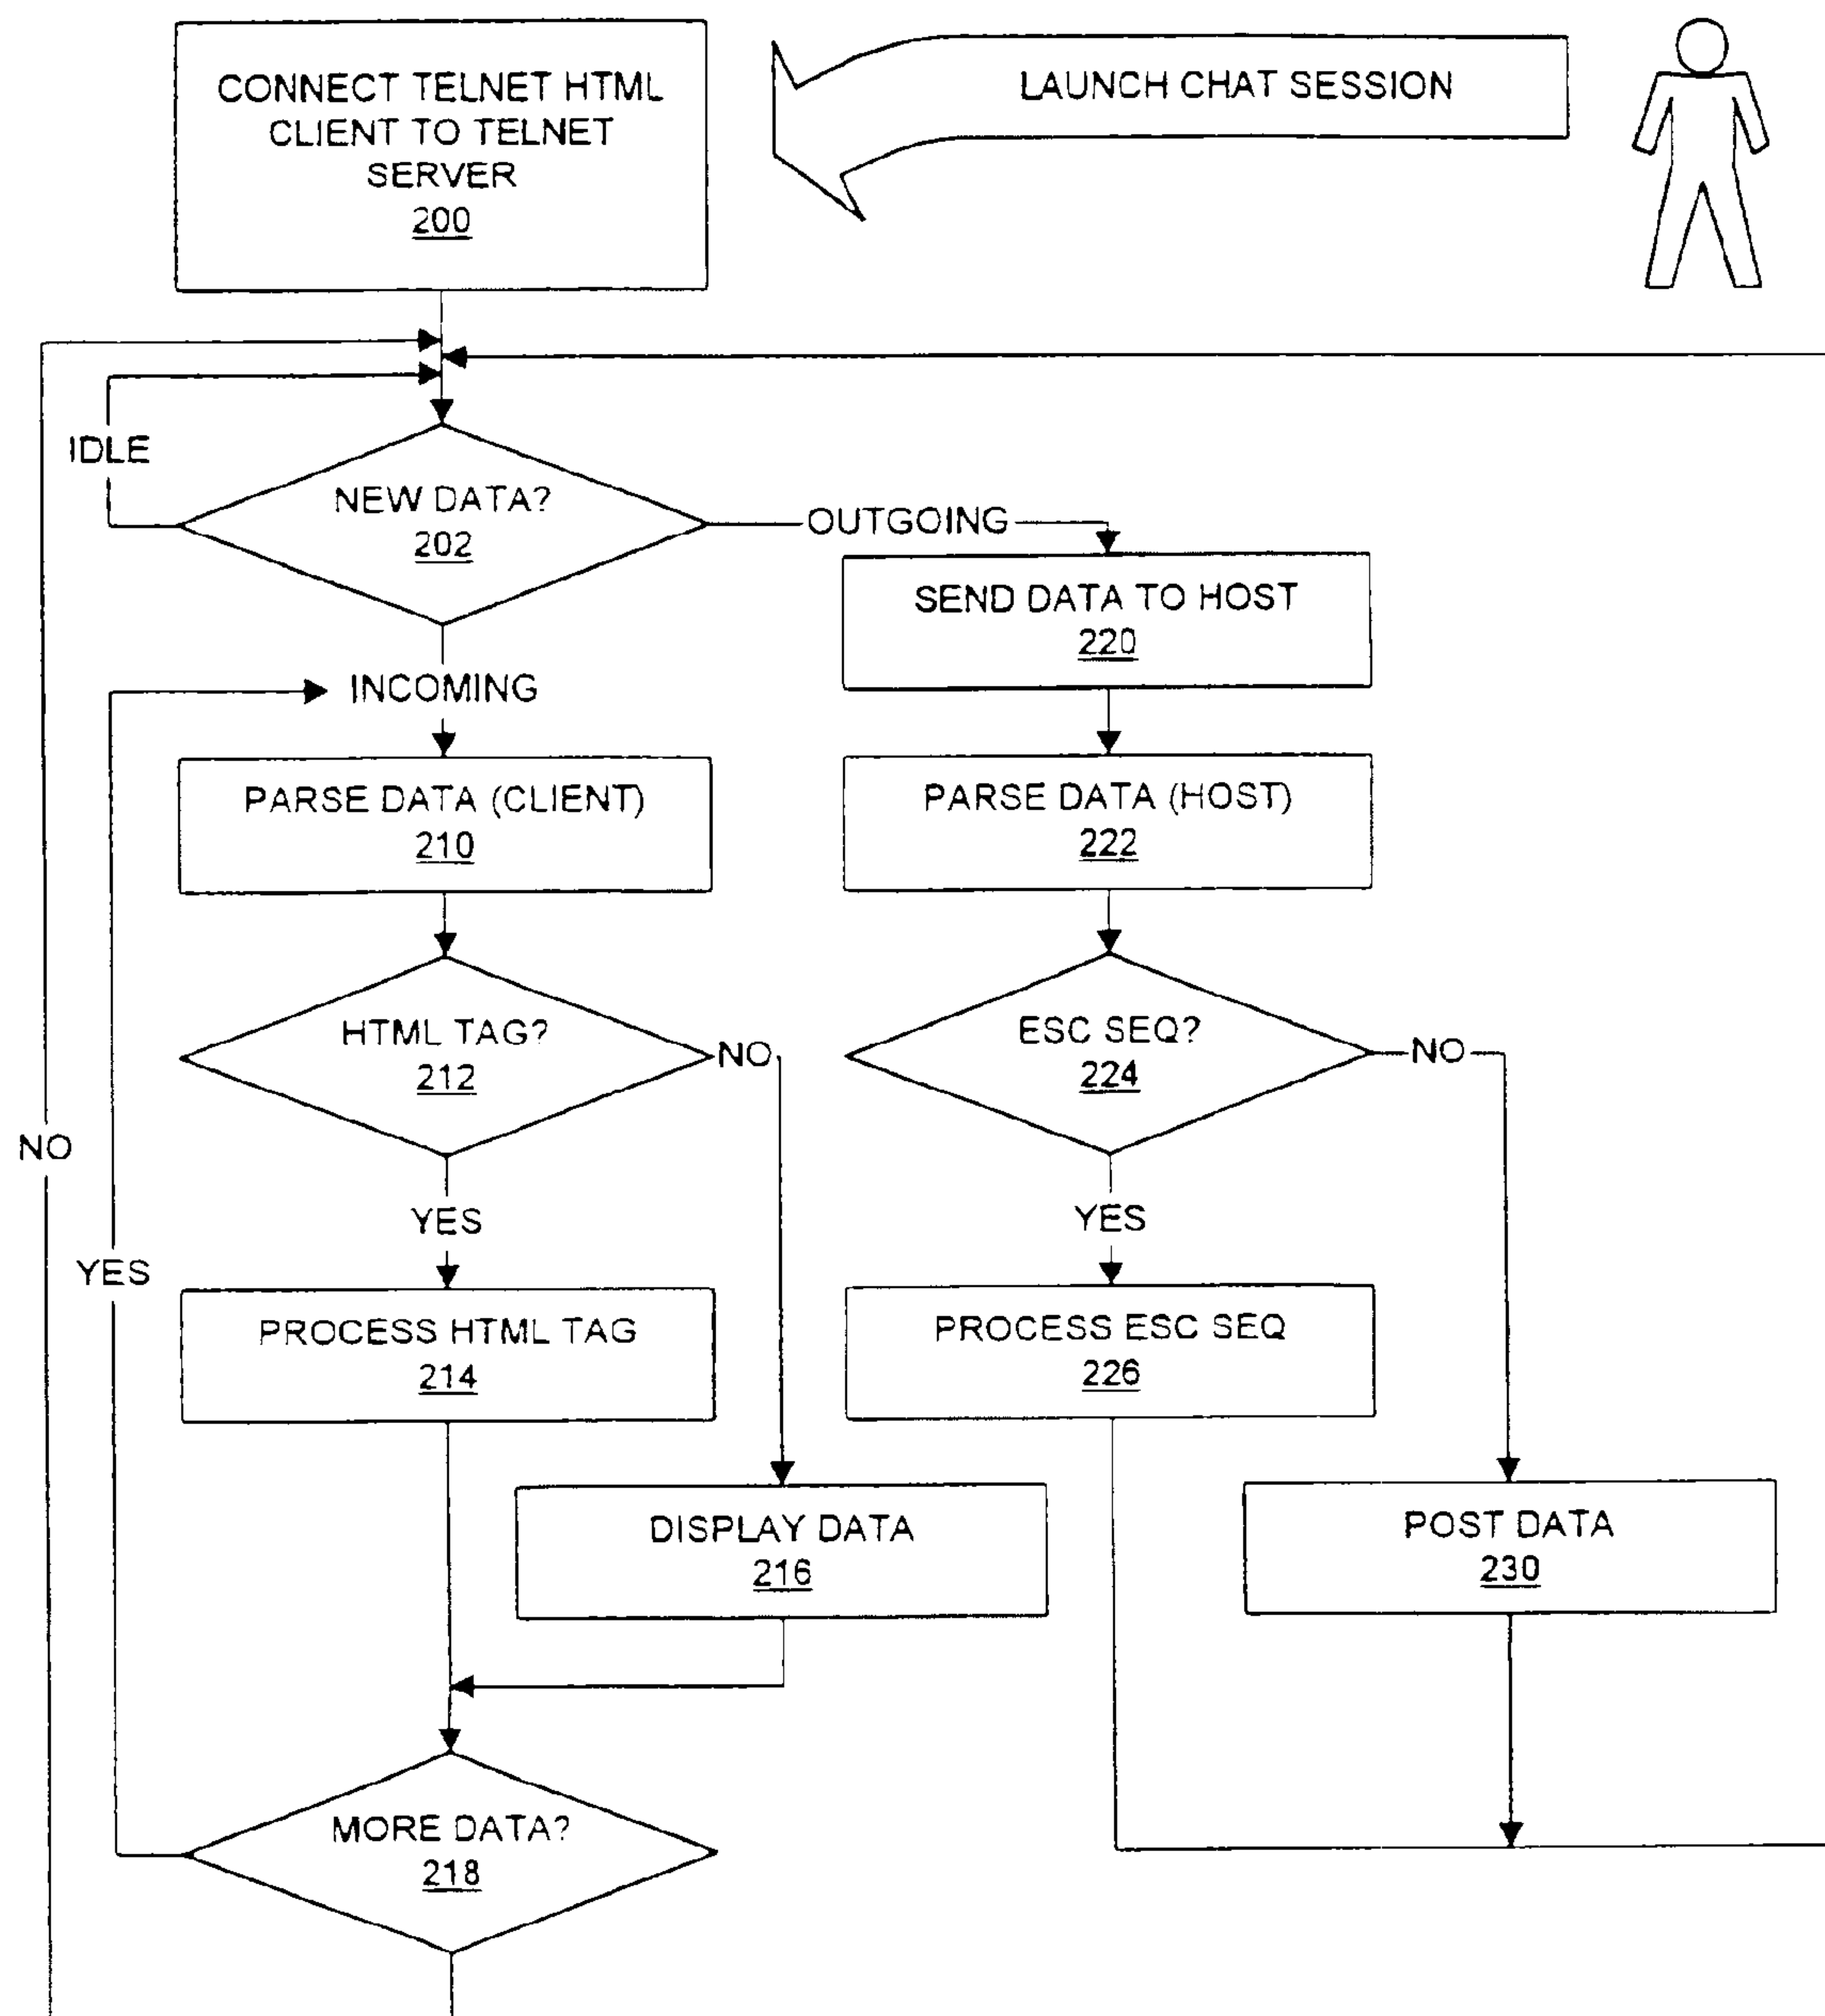 CONNECT TELNET HTML
CLIENT TO TELNET
SERVER
200
LAUNCH CHAT SESSION
IDLE
NEW DATA?
202
OUTGOING
SEND DATA TO HOST
220
INCOMING
PARSE DATA (CLIENT)
210
PARSE DATA (HOST)
222
HTML TAG?
212
NO
ESC SEQ?
224
NO
NO
YES
YES
YES
PROCESS HTML TAG
214
PROCESS ESC SEQ
226
DISPLAY DATA
216
POST DATA
230
MORE DATA?
218